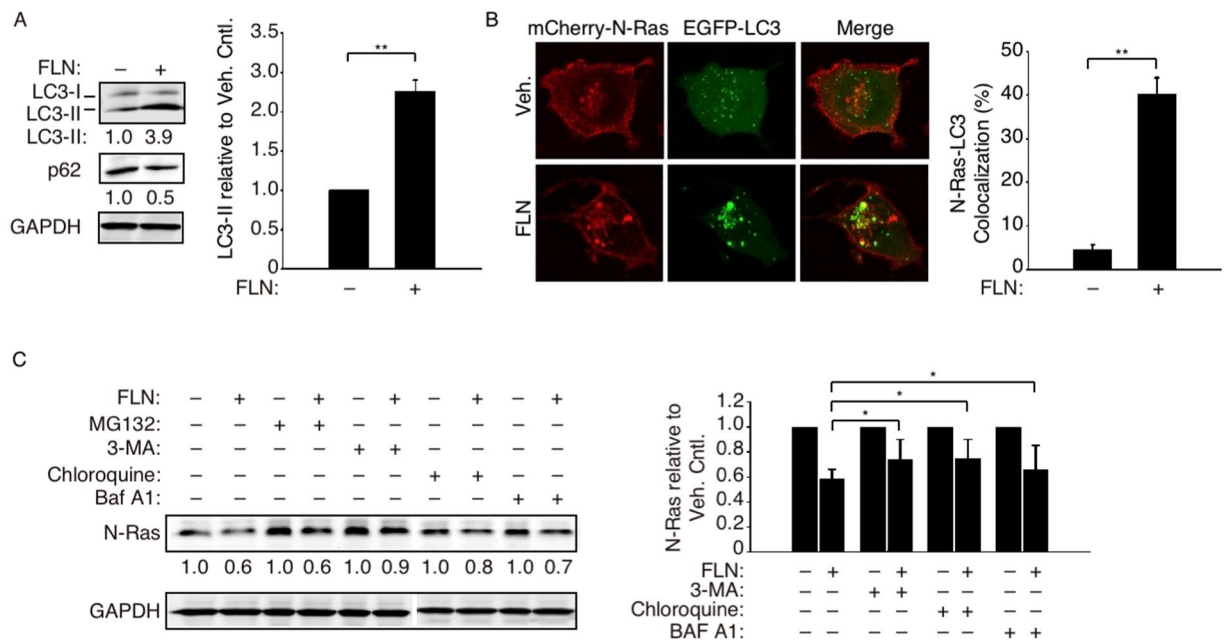 A
FLN: – +
LC3-I
LC3-II
LC3-II: 1.0 3.9
p62
1.0 0.5
GAPDH
LC3-II relative to Veh. Cntl.
3.5
3.0
2.0
1.5
1.0
0.5
0
**
FLN: – +
B
mCherry-N-Ras EGFP-LC3 Merge
Veh.
FLN
N-Ras-LC3
Colocalization (%)
50
40
30
20
10
0
**
FLN: – +
C
FLN: – + – + – + – + – +
MG132: – – + + – – – – – –
3-MA: – – – – + + – – – –
Chloroquine: – – – – – – + + – –
Baf A1: – – – – – – – – + +
N-Ras
1.0 0.6 1.0 0.6 1.0 0.9 1.0 0.8 1.0 0.7
GAPDH
N-Ras relative to
Veh. Cntl.
1.2
1.0
0.8
0.6
0.4
0.2
0
*
*
*
FLN: – + – + – + – +
3-MA: – – + + – – – –
Chloroquine: – – – – + + – –
BAF A1: – – – – – – + +